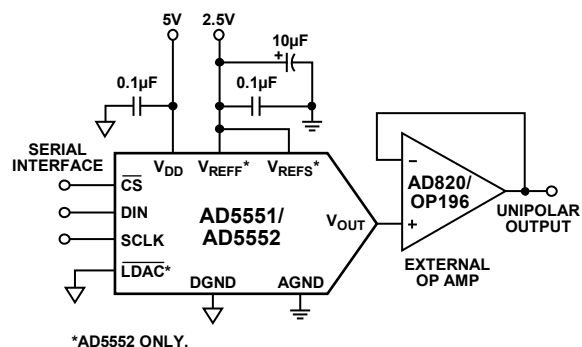 5V
2.5V
10µF
+
0.1µF
0.1µF
SERIAL
INTERFACE
VDD
VREFF*
VREFS*
CS
DIN
SCLK
LDAC*
AD5551/
AD5552
VOUT
DGND
AGND
−
+
AD820/
OP196
UNIPOLAR
OUTPUT
EXTERNAL
OP AMP
*AD5552 ONLY.